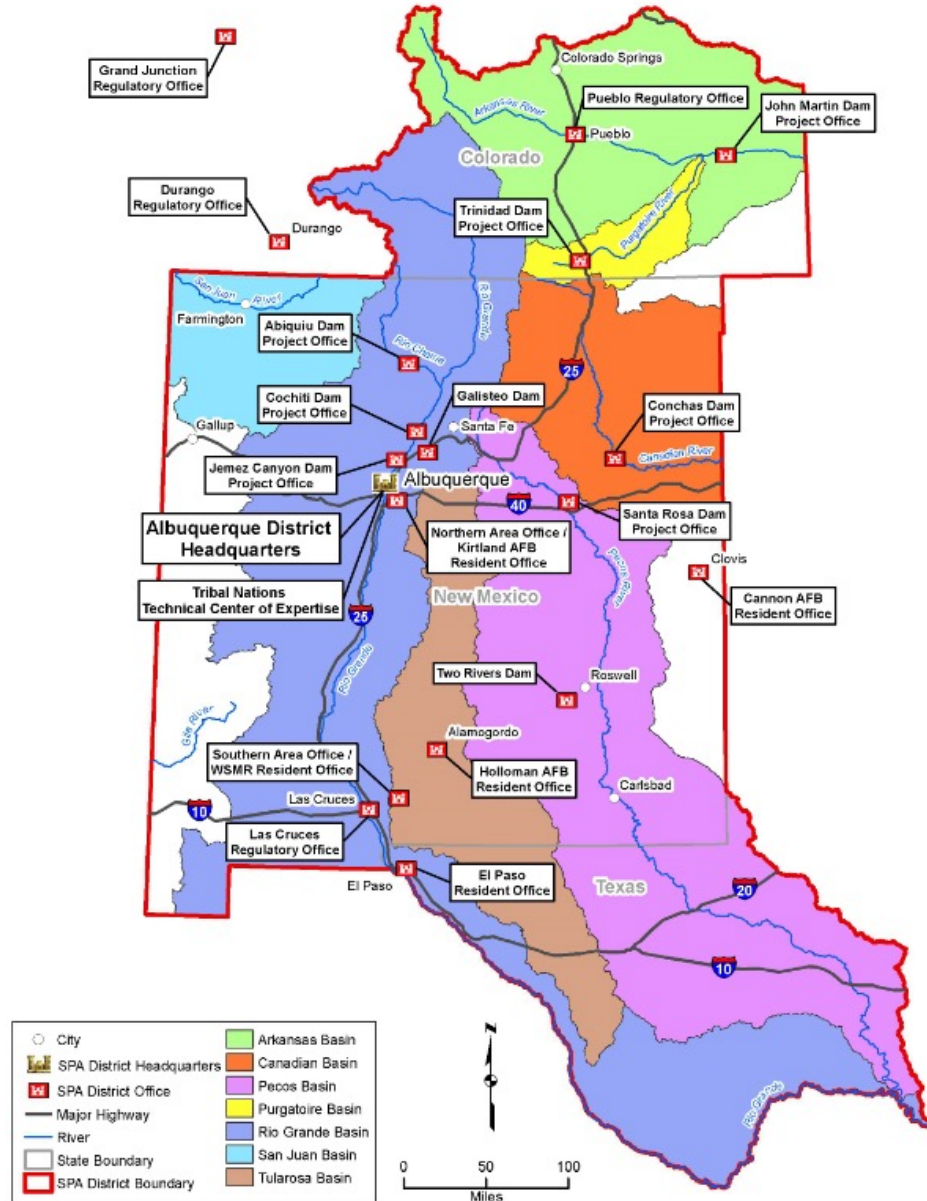 Grand Junction
Regulatory Office
Colorado Springs
Pueblo Regulatory Office
John Martin Dam
Project Office
Arkansas River
Pueblo
Colorado
Durango
Regulatory Office
Durango
Trinidad Dam
Project Office
Purgatoire River
San Juan River
Farmington
Rio Grande
Abiquiu Dam
Project Office
Rio Chama
25
Cochiti Dam
Project Office
Galisteo Dam
Conchas Dam
Project Office
Gallup
Santa Fe
Canadian River
Jemez Canyon Dam
Project Office
Albuquerque
40
Santa Rosa Dam
Project Office
Albuquerque District
Headquarters
Northern Area Office /
Kirtland AFB
Resident Office
Pecos River
Clovis
Cannon AFB
Resident Office
Tribal Nations
Technical Center of Expertise
New Mexico
25
Rio Grande
Two Rivers Dam
Roswell
Gila River
Alamogordo
Southern Area Office /
WSMR Resident Office
Holloman AFB
Resident Office
Carlsbad
Las Cruces
10
Las Cruces
Regulatory Office
El Paso
El Paso
Resident Office
Texas
20
10
Rio Grande
City
SPA District Headquarters
SPA District Office
Major Highway
River
State Boundary
SPA District Boundary
Arkansas Basin
Canadian Basin
Pecos Basin
Purgatoire Basin
Rio Grande Basin
San Juan Basin
Tularosa Basin
N
0 50 100
Miles